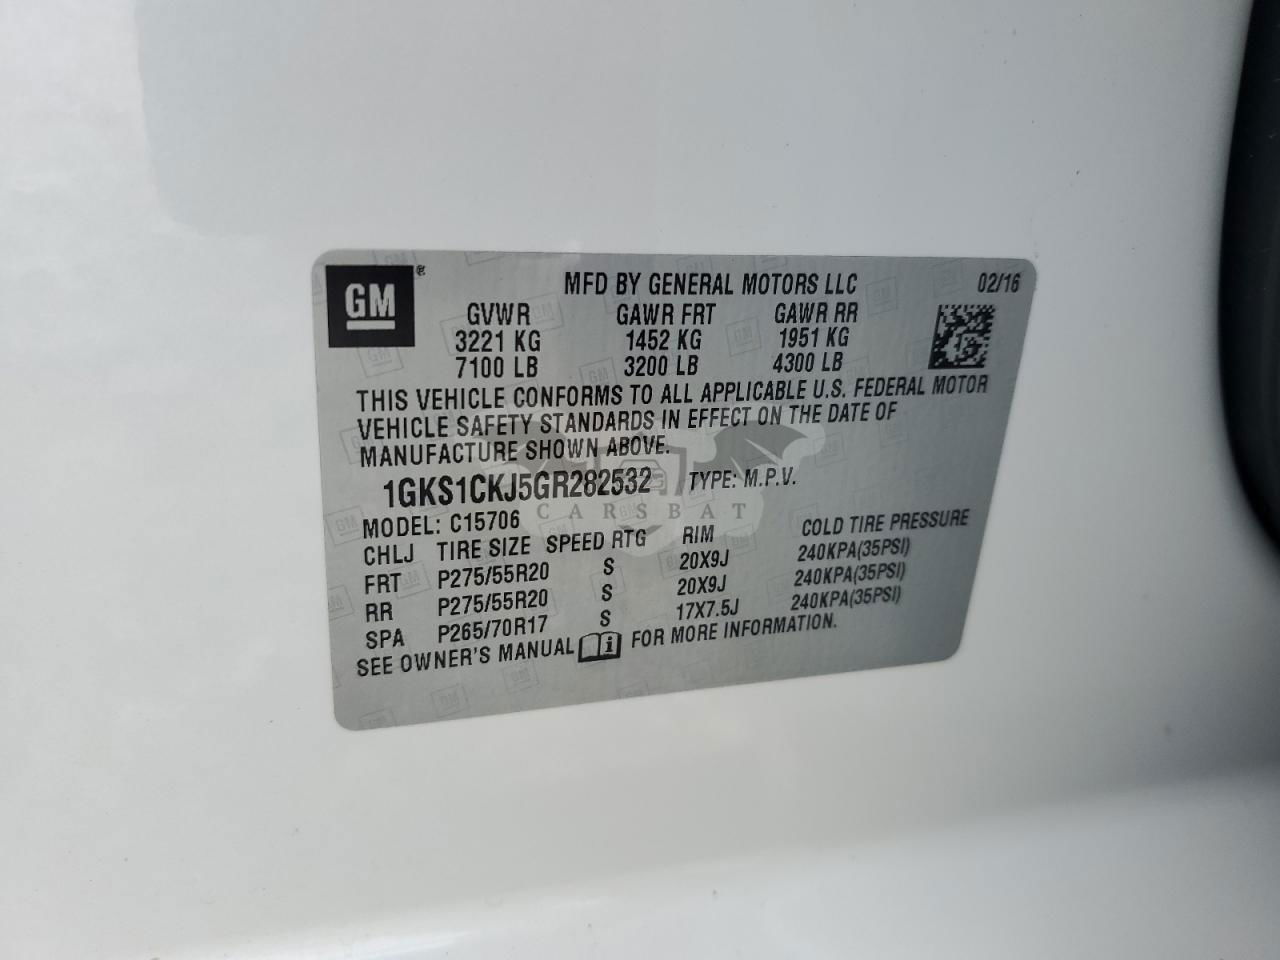 GM®
MFD BY GENERAL MOTORS LLC 02/16
GVWR GAWR FRT GAWR RR
3221 KG 1452 KG 1951 KG
7100 LB 3200 LB 4300 LB
THIS VEHICLE CONFORMS TO ALL APPLICABLE U.S. FEDERAL MOTOR
VEHICLE SAFETY STANDARDS IN EFFECT ON THE DATE OF
MANUFACTURE SHOWN ABOVE.
1GKS1CKJ5GR282532 TYPE: M.P.V.
CARSBAT
MODEL: C15706
CHLJ TIRE SIZE SPEED RTG RIM COLD TIRE PRESSURE
FRT P275/55R20 S 20X9J 240KPA(35PSI)
RR P275/55R20 S 20X9J 240KPA(35PSI)
SPA P265/70R17 S 17X7.5J 240KPA(35PSI)
SEE OWNER'S MANUAL i FOR MORE INFORMATION.